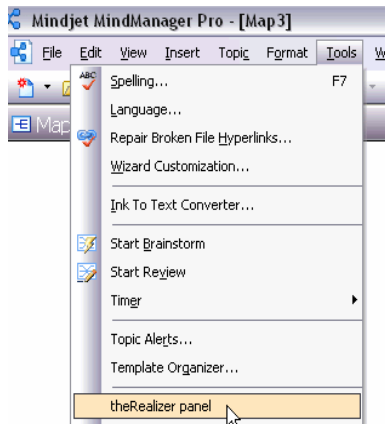 Mindjet MindManager Pro - [Map3]
File Edit View Insert Topic Format Tools
ABC Spelling... F7
Map
Language...
Repair Broken File Hyperlinks...
Wizard Customization...
Ink To Text Converter...
Start Brainstorm
Start Review
Timer
Topic Alerts...
Template Organizer...
theRealizer panel